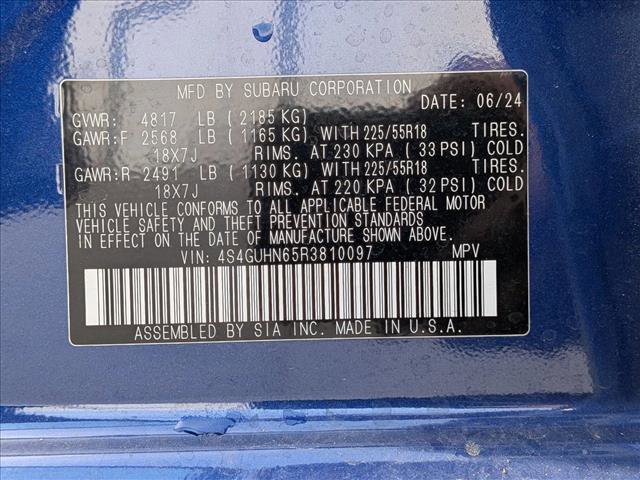 MFD BY SUBARU CORPORATION
DATE: 06/24
GVWR: 4817 LB (2185 KG)
GAWR:F 2568 LB (1165 KG) WITH 225/55R18 TIRES.
18X7J RIMS. AT 230 KPA (33 PSI) COLD
GAWR:R 2491 LB (1130 KG) WITH 225/55R18 TIRES.
18X7J RIMS. AT 220 KPA (32 PSI) COLD
THIS VEHICLE CONFORMS TO ALL APPLICABLE FEDERAL MOTOR
VEHICLE SAFETY AND THEFT PREVENTION STANDARDS
IN EFFECT ON THE DATE OF MANUFACTURE SHOWN ABOVE.
VIN: 4S4GUHN65R3810097 MPV
ASSEMBLED BY SIA INC. MADE IN U.S.A.